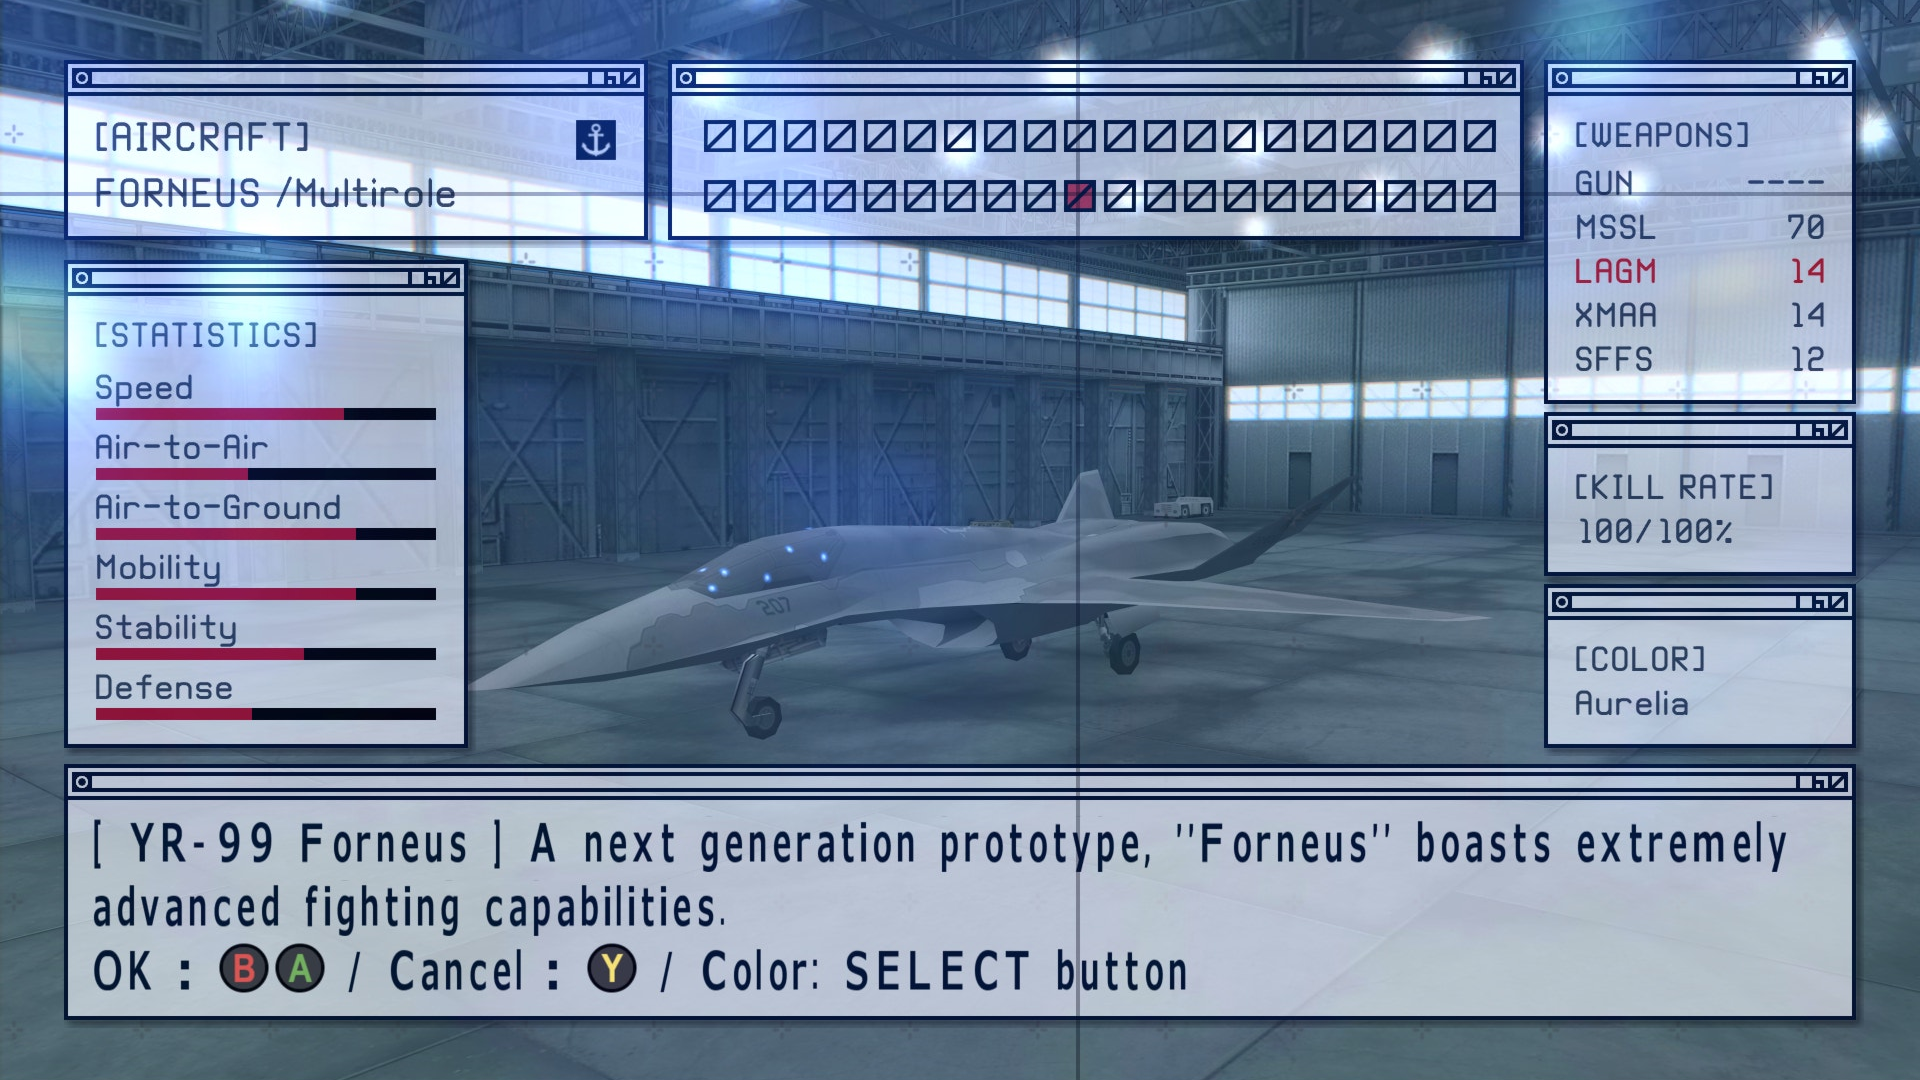 [AIRCRAFT]
FORNEUS /Multirole
[STATISTICS]
Speed
Air-to-Air
Air-to-Ground
Mobility
Stability
Defense
[WEAPONS]
GUN ----
MSSL 70
LAGM 14
XMAA 14
SFFS 12
[KILL RATE]
100/100%
[COLOR]
Aurelia
207
[ YR-99 Forneus ] A next generation prototype, ''Forneus'' boasts extremely
advanced fighting capabilities.
OK : B A / Cancel : Y / Color: SELECT button